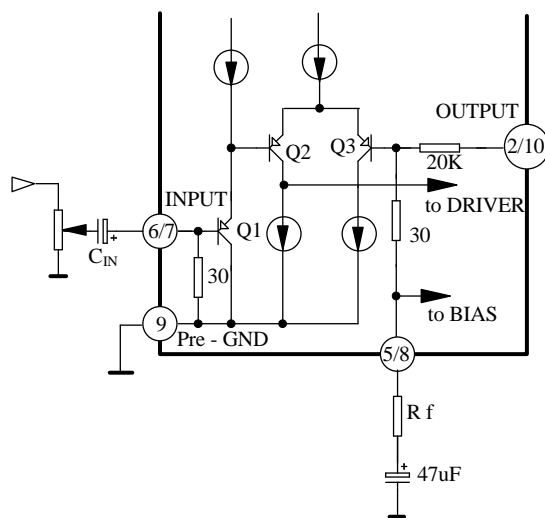 OUTPUT
2/10
Q2
Q3
20K
INPUT
to DRIVER
6/7
Q1
+
C IN
30
30
9
Pre - GND
to BIAS
5/8
R f
+
47uF